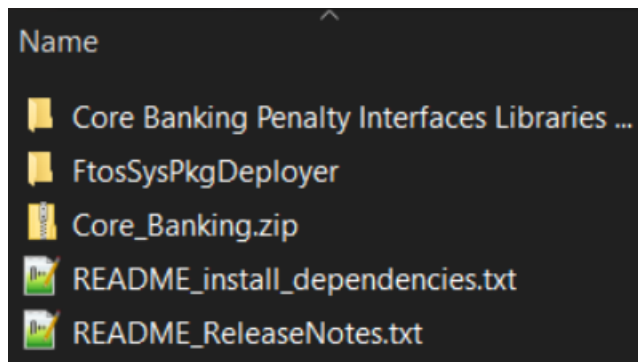 Name
Core Banking Penalty Interfaces Libraries ...
FtosSysPkgDeployer
Core_Banking.zip
README_install_dependencies.txt
README_ReleaseNotes.txt